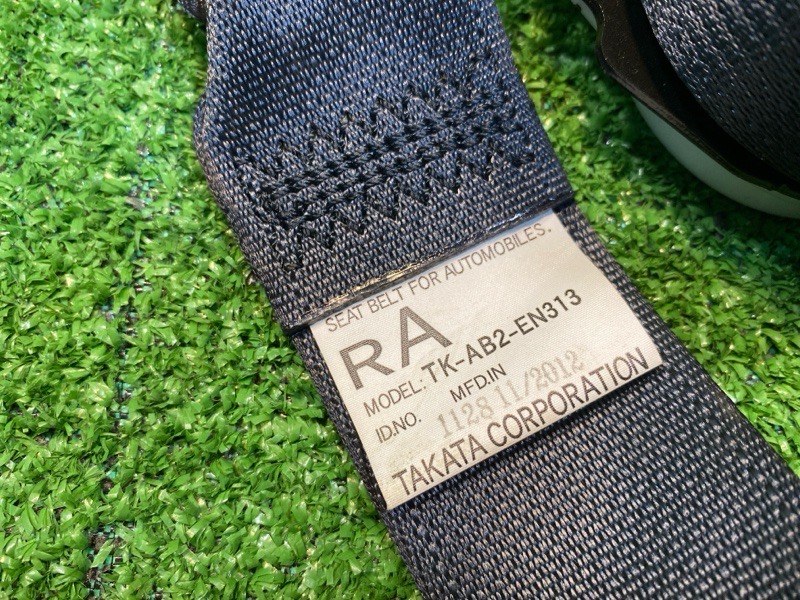 SEAT BELT FOR AUTOMOBILES.
RA
MODEL: TK-AB2-EN313
ID.NO. MFD.IN
1128 11/2012
TAKATA CORPORATION